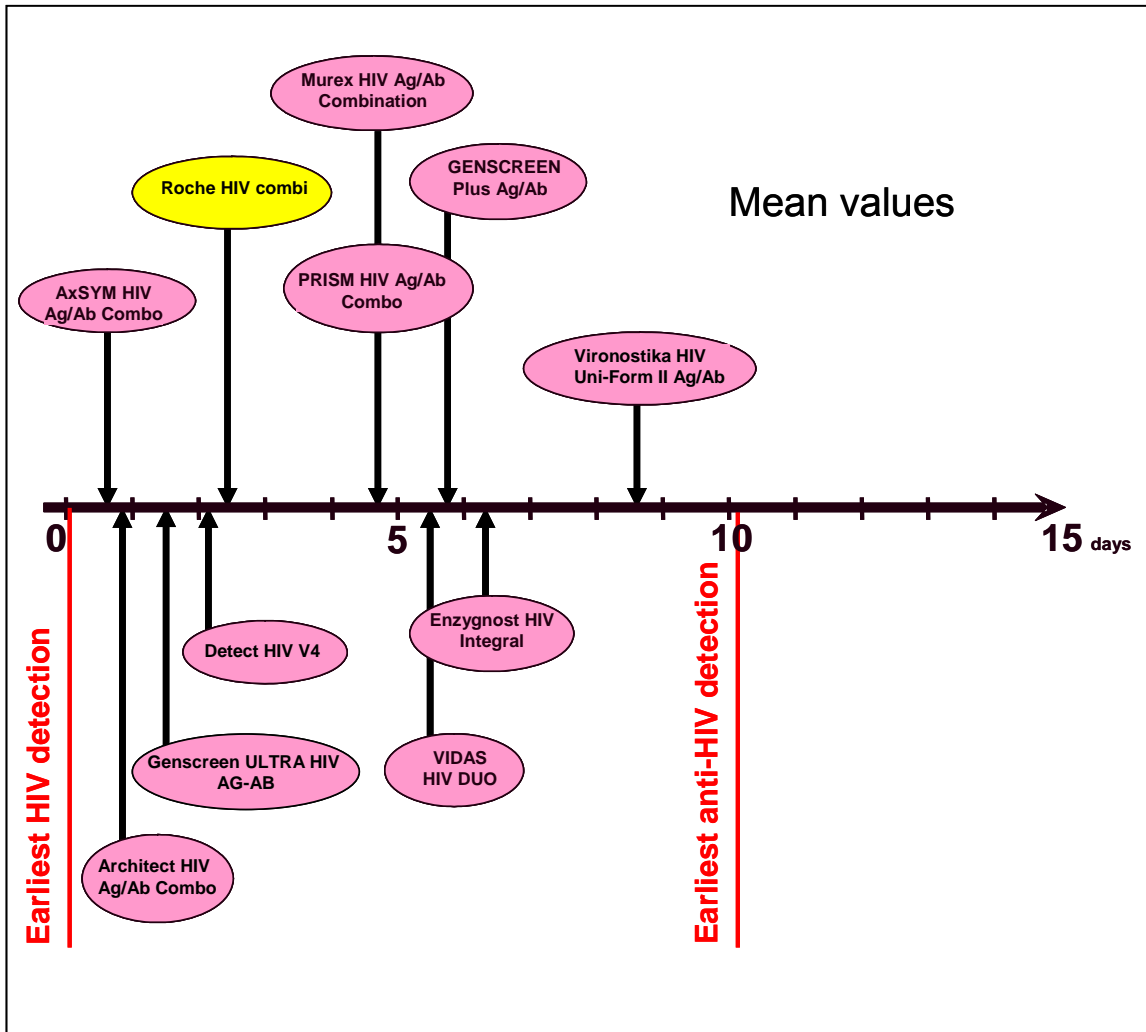 Murex HIV Ag/Ab
Combination
GENSCREEN
Plus Ag/Ab
Roche HIV combi
Mean values
PRISM HIV Ag/Ab
Combo
AxSYM HIV
Ag/Ab Combo
Vironostika HIV
Uni-Form II Ag/Ab
0
5
10
15 days
Enzygnost HIV
Integral
Detect HIV V4
Genscreen ULTRA HIV
AG-AB
VIDAS
HIV DUO
Architect HIV
Ag/Ab Combo
Earliest HIV detection
Earliest anti-HIV detection